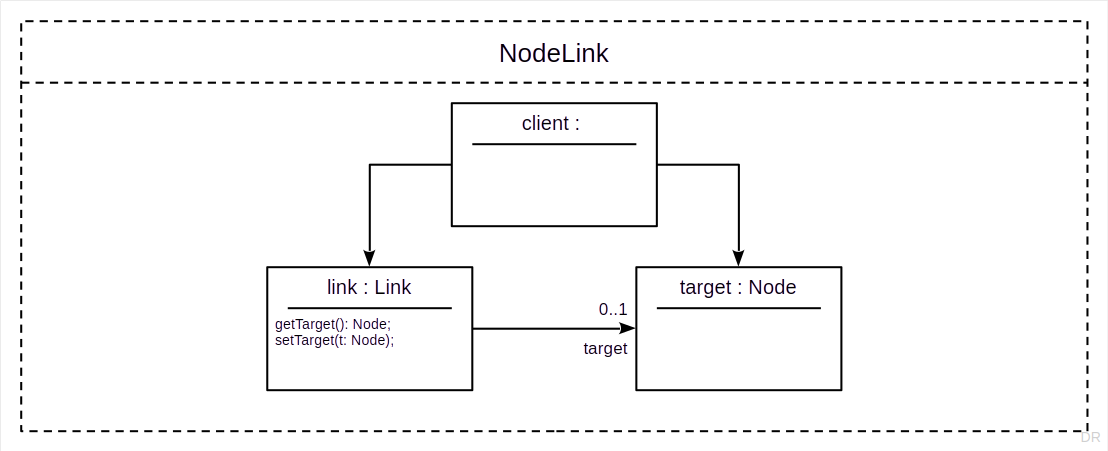 NodeLink
client :
link : Link
getTarget(): Node;
setTarget(t: Node);
0..1
target
target : Node
DR